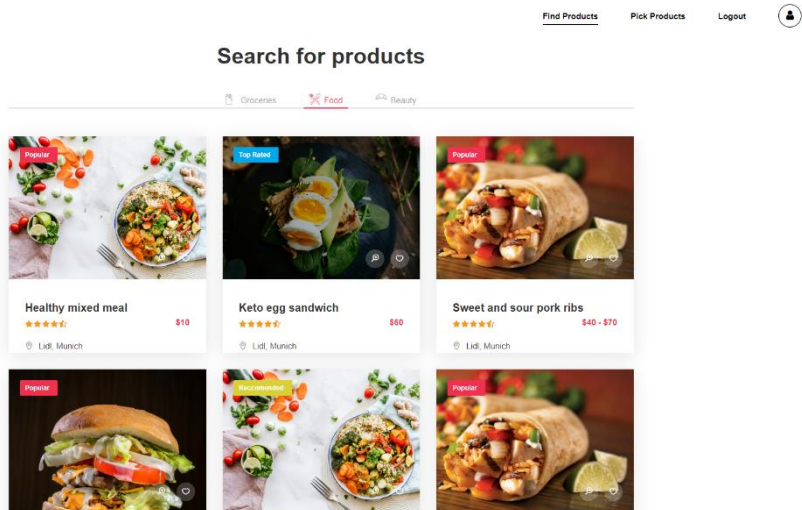 Find Products Pick Products Logout
Search for products
Groceries Food Beauty
Popular Top Rated Popular
Healthy mixed meal Keto egg sandwich Sweet and sour pork ribs
$10 $60 $40 - $70
Lidl, Munich Lidl, Munich Lidl, Munich
Popular Recommended Popular